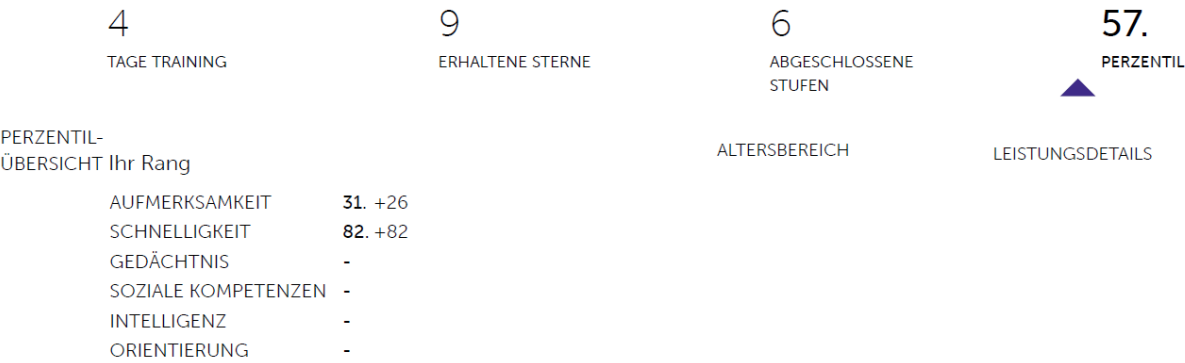 4
TAGE TRAINING
9
ERHALTENE STERNE
6
ABGESCHLOSSENE
STUFEN
57.
PERZENTIL
PERZENTIL-
ÜBERSICHT Ihr Rang
ALTERSBEREICH
LEISTUNGSDETAILS
AUFMERKSAMKEIT 31. +26
SCHNELLIGKEIT 82. +82
GEDÄCHTNIS -
SOZIALE KOMPETENZEN -
INTELLIGENZ -
ORIENTIERUNG -